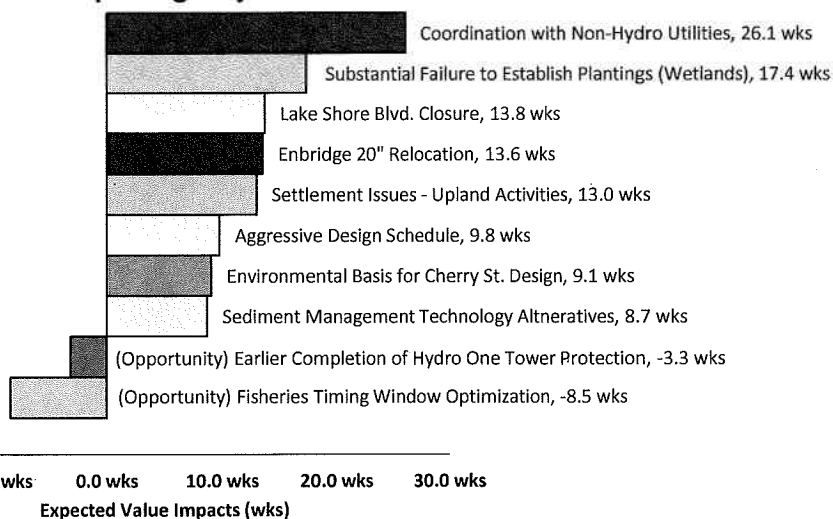 Coordination with Non-Hydro Utilities, 26.1 wks
Substantial Failure to Establish Plantings (Wetlands), 17.4 wks
Lake Shore Blvd. Closure, 13.8 wks
Enbridge 20" Relocation, 13.6 wks
Settlement Issues - Upland Activities, 13.0 wks
Aggressive Design Schedule, 9.8 wks
Environmental Basis for Cherry St. Design, 9.1 wks
Sediment Management Technology Altneratives, 8.7 wks
(Opportunity) Earlier Completion of Hydro One Tower Protection, -3.3 wks
(Opportunity) Fisheries Timing Window Optimization, -8.5 wks
wks 0.0 wks 10.0 wks 20.0 wks 30.0 wks
Expected Value Impacts (wks)